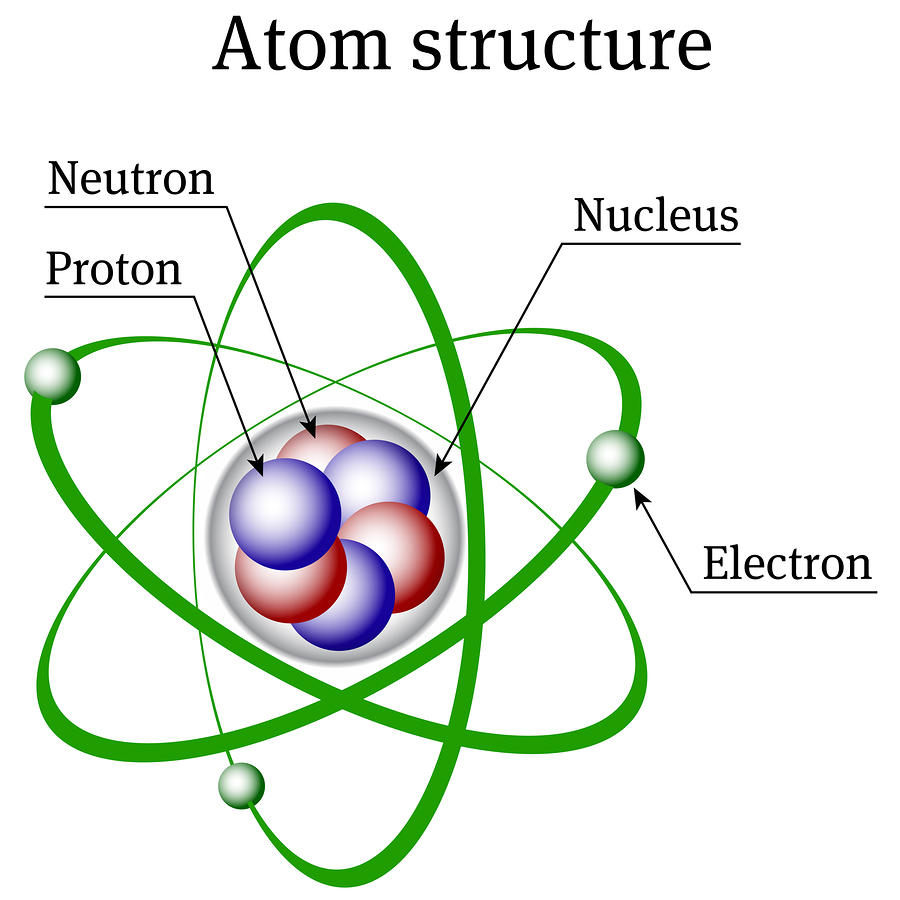 Atom structure
Neutron
Nucleus
Proton
Electron